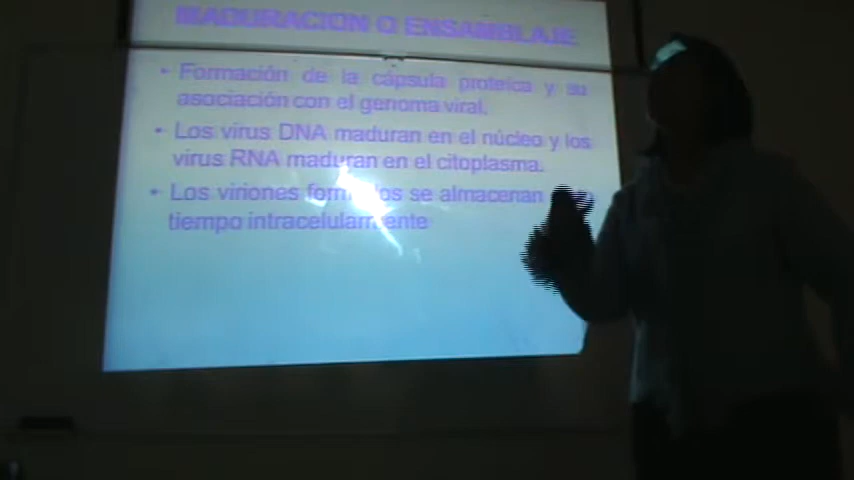 MADURACION O ENSAMBLAJE
• Formación de la cápsula proteica y su
asociación con el genoma viral.
• Los virus DNA maduran en el núcleo y los
virus RNA maduran en el citoplasma.
• Los viriones se almacenan
tiempo intracelularmente